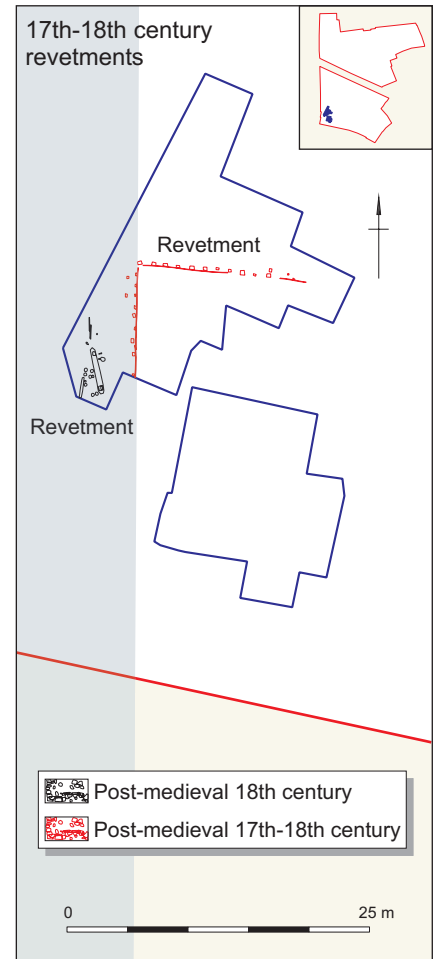 17th-18th century
revetments
Revetment
Revetment
Post-medieval 18th century
Post-medieval 17th-18th century
0
25 m